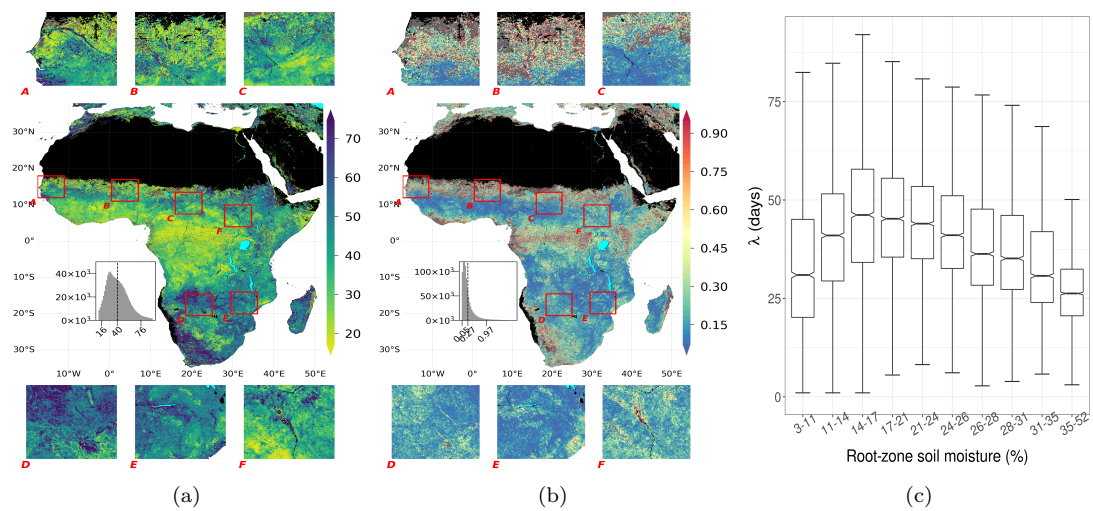 A
B
C
A
B
C
30°N
20°N
10°N
0°
10°S
20°S
30°S
10°W
0°
10°E
20°E
30°E
40°E
50°E
A
B
C
F
D
E
40×10³
20×10³
0×10³
16
40
76
70
60
50
40
30
20
30°N
20°N
10°N
0°
10°S
20°S
30°S
10°W
0°
10°E
20°E
30°E
40°E
50°E
A
B
C
F
D
E
100×10³
50×10³
0×10³
0.05
0.27
0.97
0.90
0.75
0.60
0.45
0.30
0.15
D
E
F
D
E
F
λ (days)
75
50
25
0
3-11
11-14
14-17
17-21
21-24
24-26
26-28
28-31
31-35
35-52
Root-zone soil moisture (%)
(a)
(b)
(c)